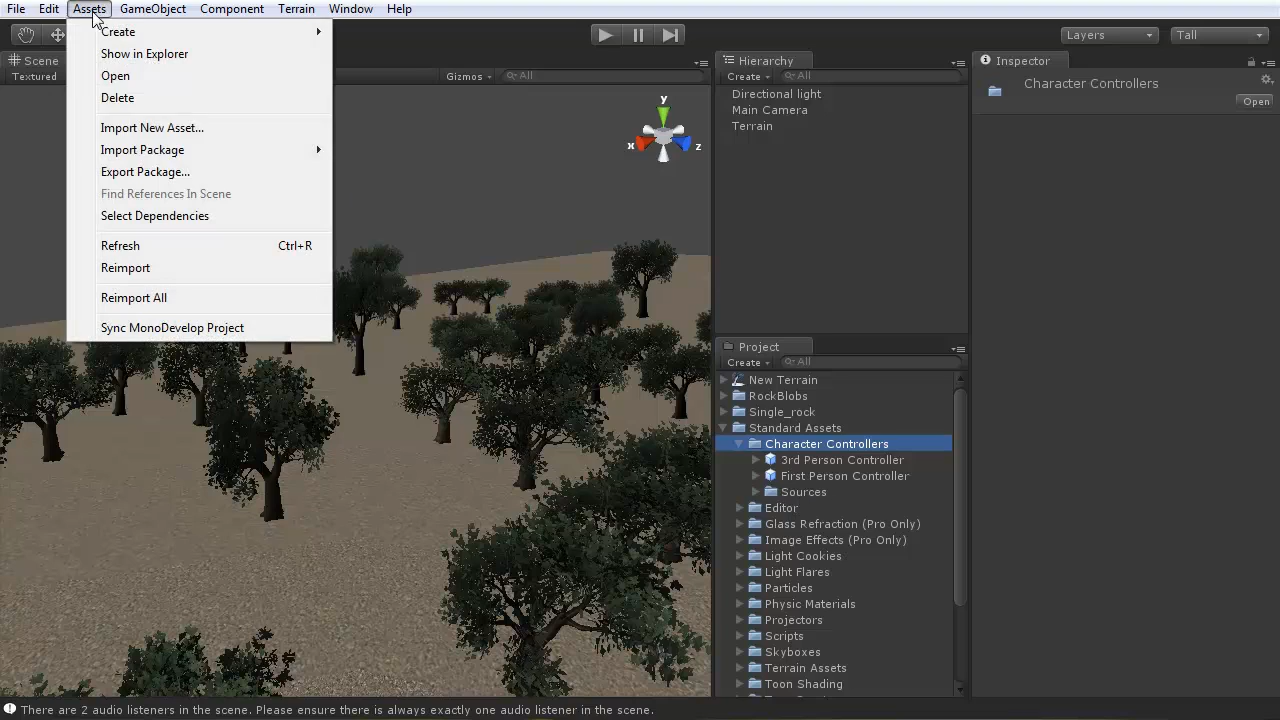 File Edit Assets GameObject Component Terrain Window Help
Layers
Tall
Create
Show in Explorer
Open
Delete
Import New Asset...
Import Package
Export Package...
Find References In Scene
Select Dependencies
Refresh Ctrl+R
Reimport
Reimport All
Sync MonoDevelop Project
Scene
Textured
Gizmos
All
y
x
z
Hierarchy
Create
All
Directional light
Main Camera
Terrain
Project
Create
All
New Terrain
RockBlobs
Single_rock
Standard Assets
Character Controllers
3rd Person Controller
First Person Controller
Sources
Editor
Glass Refraction (Pro Only)
Image Effects (Pro Only)
Light Cookies
Light Flares
Particles
Physic Materials
Projectors
Scripts
Skyboxes
Terrain Assets
Toon Shading
Inspector
Character Controllers
Open
There are 2 audio listeners in the scene. Please ensure there is always exactly one audio listener in the scene.